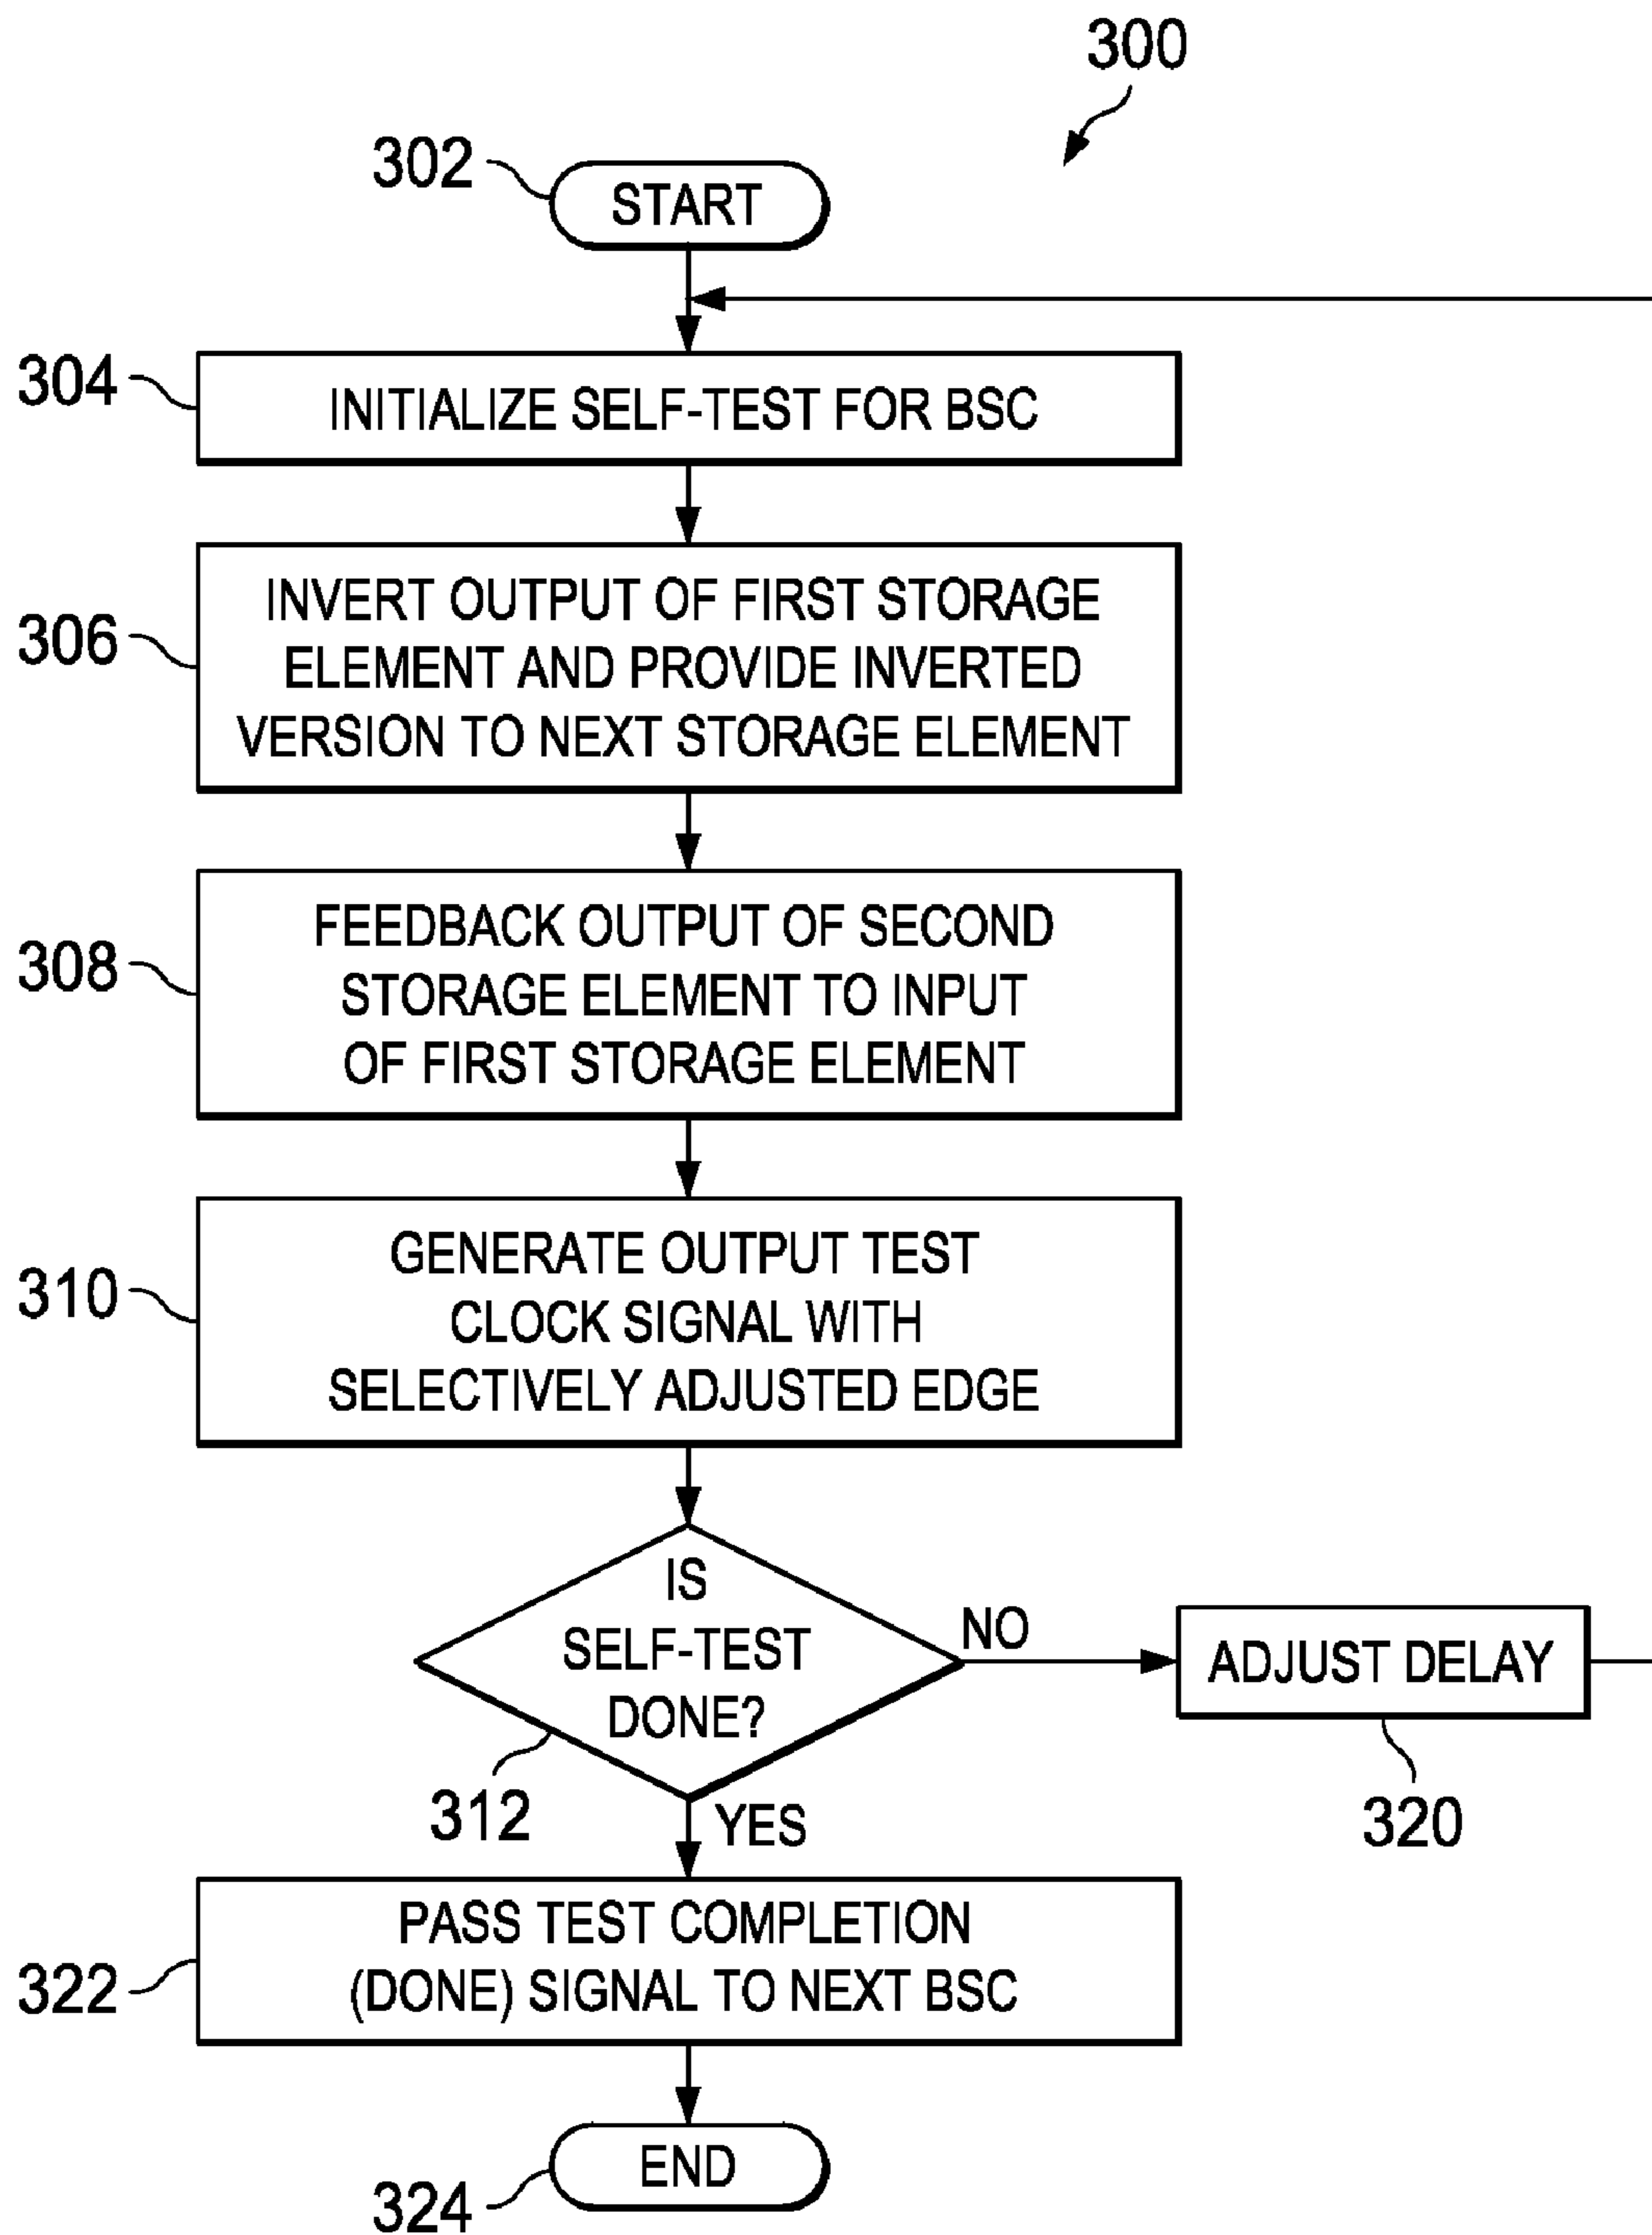 300
302
START
304
INITIALIZE SELF-TEST FOR BSC
306
INVERT OUTPUT OF FIRST STORAGE
ELEMENT AND PROVIDE INVERTED
VERSION TO NEXT STORAGE ELEMENT
308
FEEDBACK OUTPUT OF SECOND
STORAGE ELEMENT TO INPUT
OF FIRST STORAGE ELEMENT
310
GENERATE OUTPUT TEST
CLOCK SIGNAL WITH
SELECTIVELY ADJUSTED EDGE
IS
SELF-TEST
DONE?
312
NO
ADJUST DELAY
320
YES
322
PASS TEST COMPLETION
(DONE) SIGNAL TO NEXT BSC
END
324